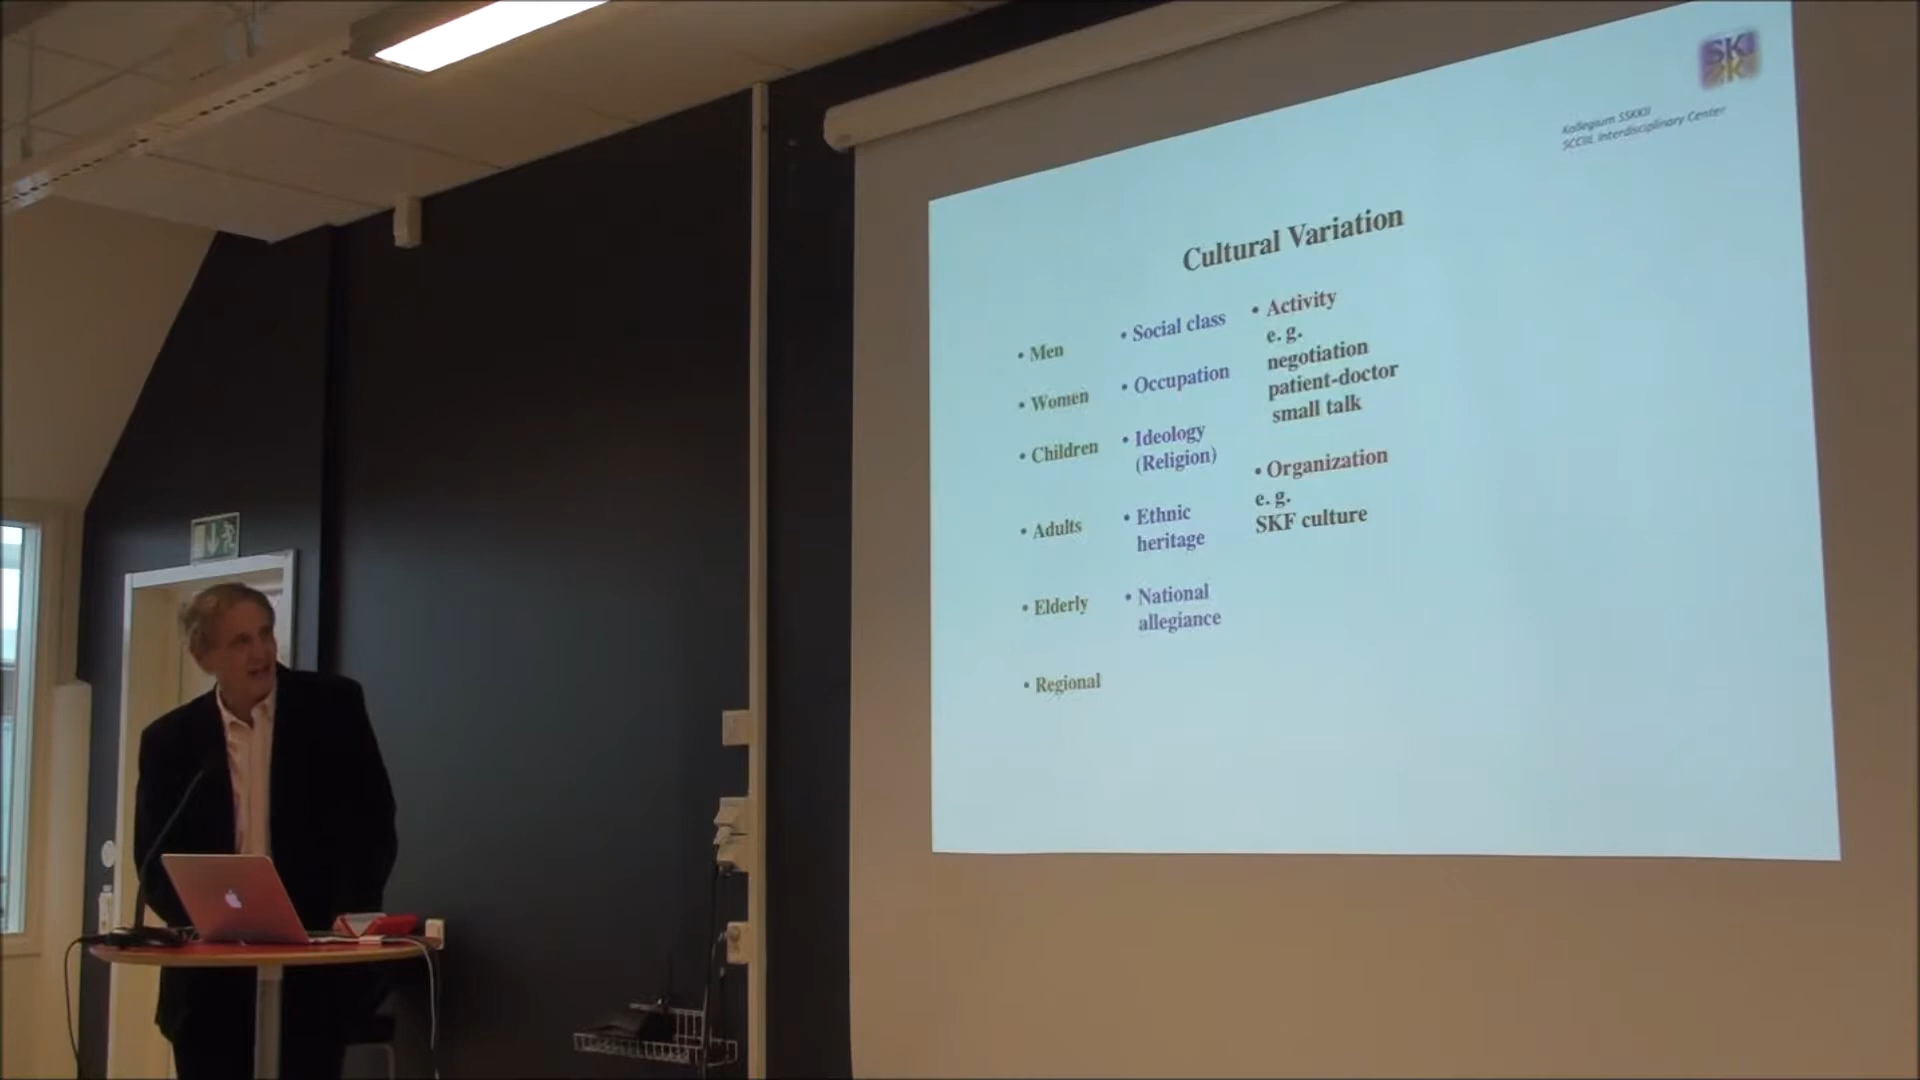 SKI
Kollegium SSKKII
SCCIIL Interdisciplinary Center
Cultural Variation
• Men
• Women
• Children
• Adults
• Elderly
• Regional
• Social class
• Occupation
• Ideology
(Religion)
• Ethnic
heritage
• National
allegiance
• Activity
e. g.
negotiation
patient-doctor
small talk
• Organization
e. g.
SKF culture